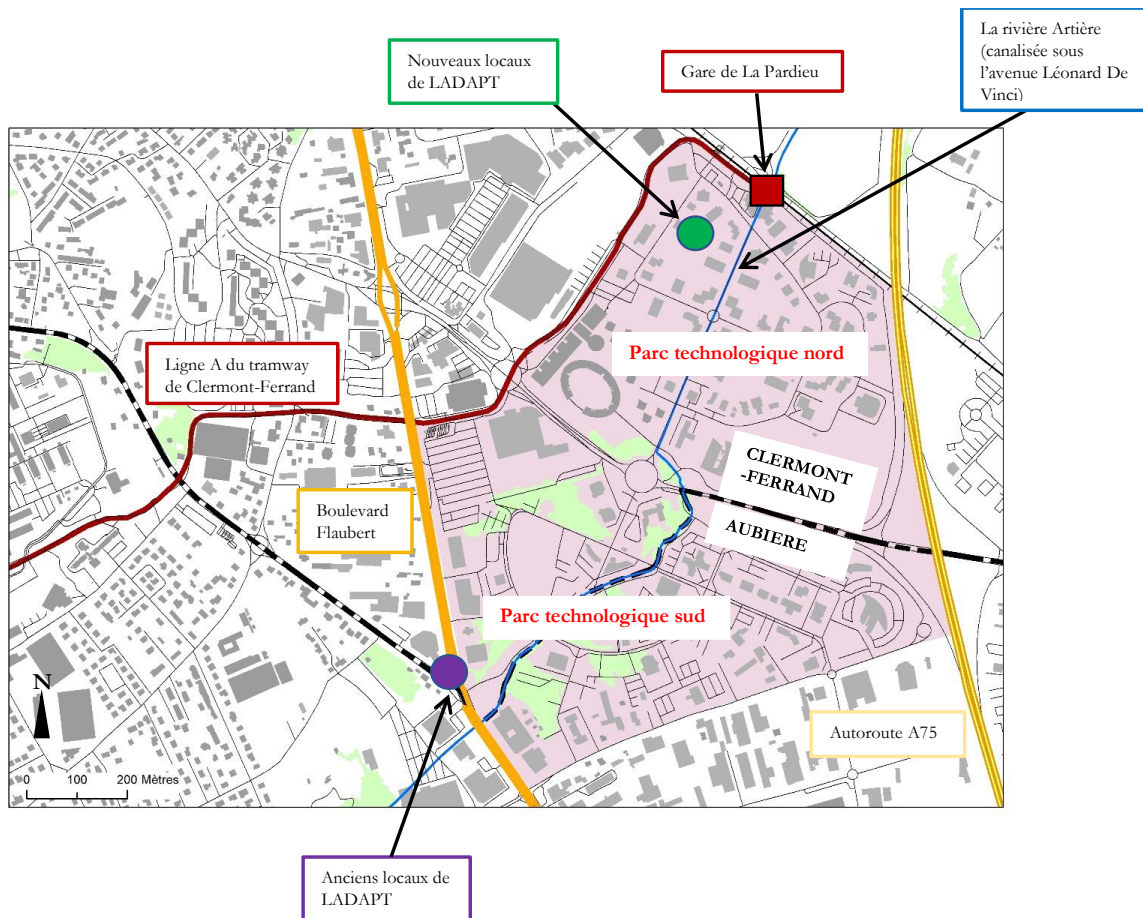 Nouveaux locaux
de LADAPT
Gare de La Pardieu
La rivière Artière
(canalisée sous
l'avenue Léonard De
Vinci)
Parc technologique nord
Ligne A du tramway
de Clermont-Ferrand
CLERMONT
-FERRAND
AUBIERE
Boulevard
Flaubert
Parc technologique sud
N
Autoroute A75
0 100 200 Mètres
Anciens locaux de
LADAPT